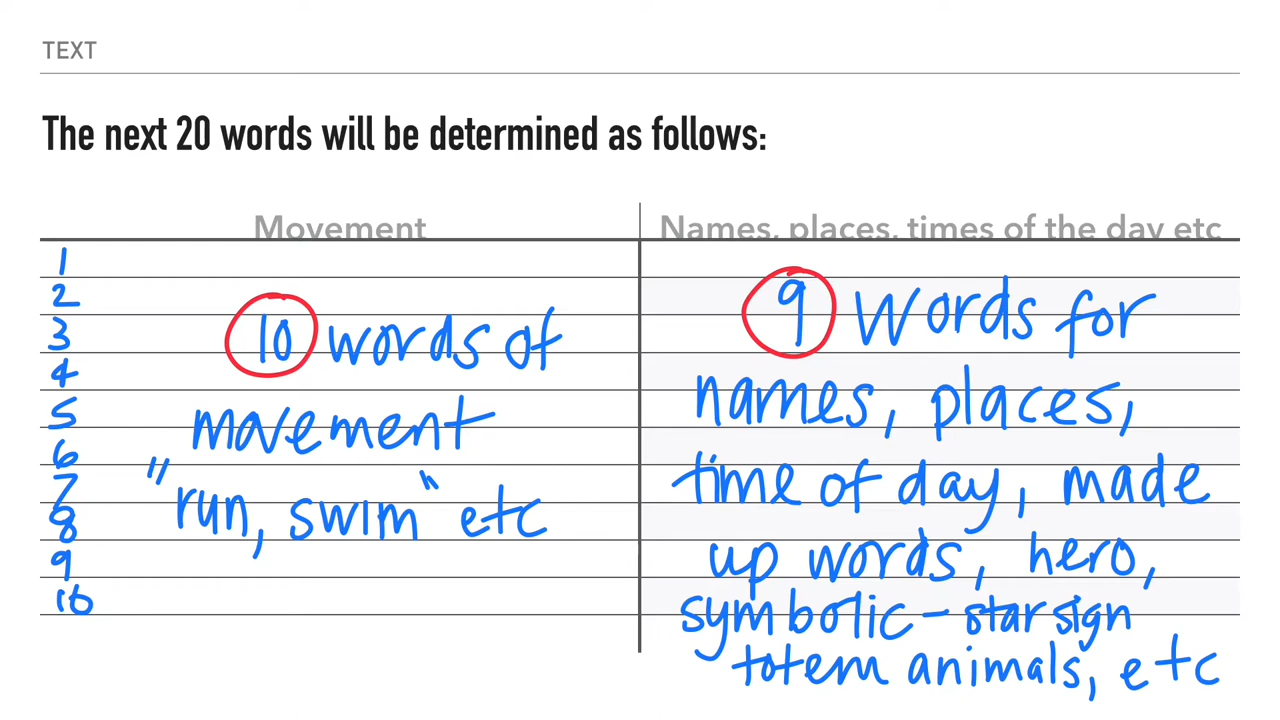 TEXT
The next 20 words will be determined as follows:
Movement
Names, places, times of the day etc
1
2
3
4
5
6
7
8
9
10
10 words of
movement
"run, swim" etc
9 Words for
names, places,
time of day, made
up words, hero,
symbolic - starsign
totem animals, etc